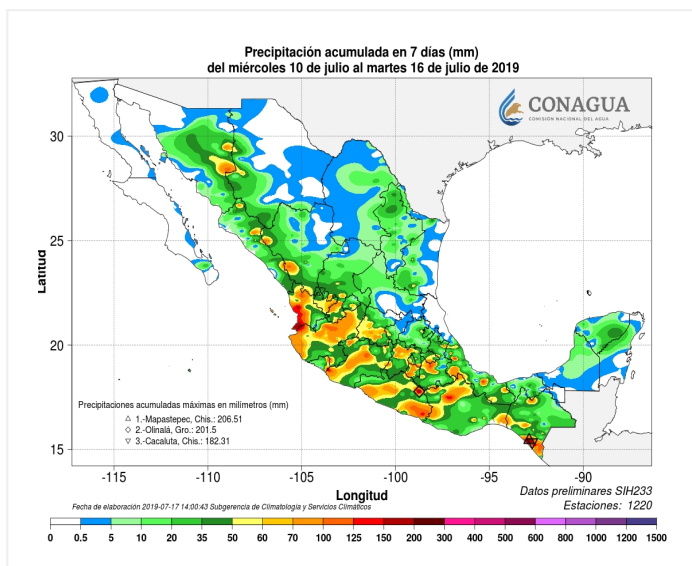 Precipitación acumulada en 7 días (mm)
del miércoles 10 de julio al martes 16 de julio de 2019
CONAGUA
COMISIÓN NACIONAL DEL AGUA
30
25
20
15
Latitud
Precipitaciones acumuladas máximas en milímetros (mm)
1.-Mapastepec, Chis.: 206.51
2.-Olinalá, Gro.: 201.5
3.-Cacaluta, Chis.: 182.31
-115 -110 -105 -100 -95 -90
Longitud
Datos preliminares SIH233
Fecha de elaboración 2019-07-17 14:00:43 Subgerencia de Climatología y Servicios Climáticos
Estaciones: 1220
0 0.5 5 10 20 35 50 60 70 100 125 150 200 300 400 500 600 800 1000 1200 1500